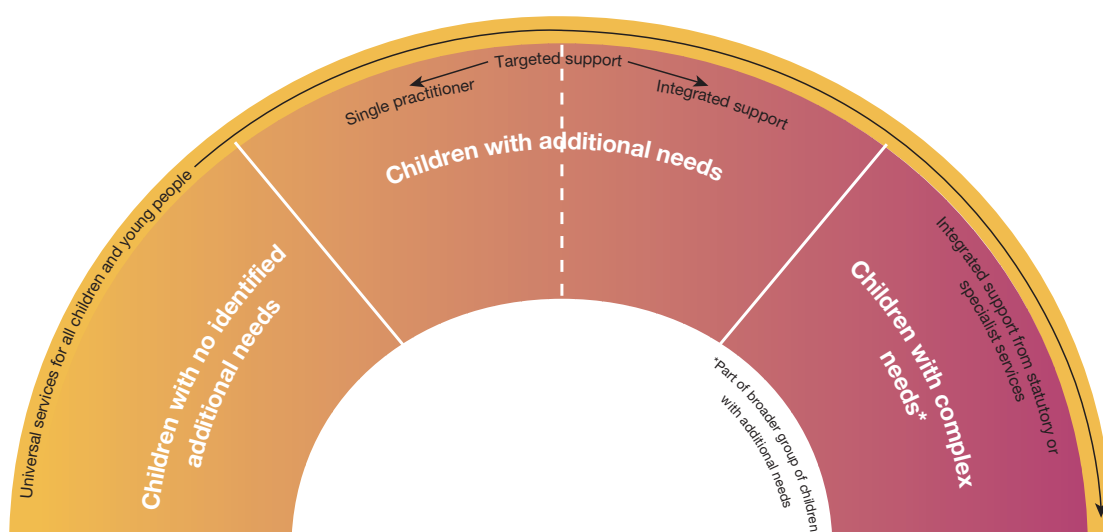 Universal services for all children and young people
Targeted support
Single practitioner
Integrated support
Children with no identified
additional needs
Children with additional needs
Children with complex
needs*
Integrated support from statutory or
specialist services
*Part of broader group of children
with additional needs